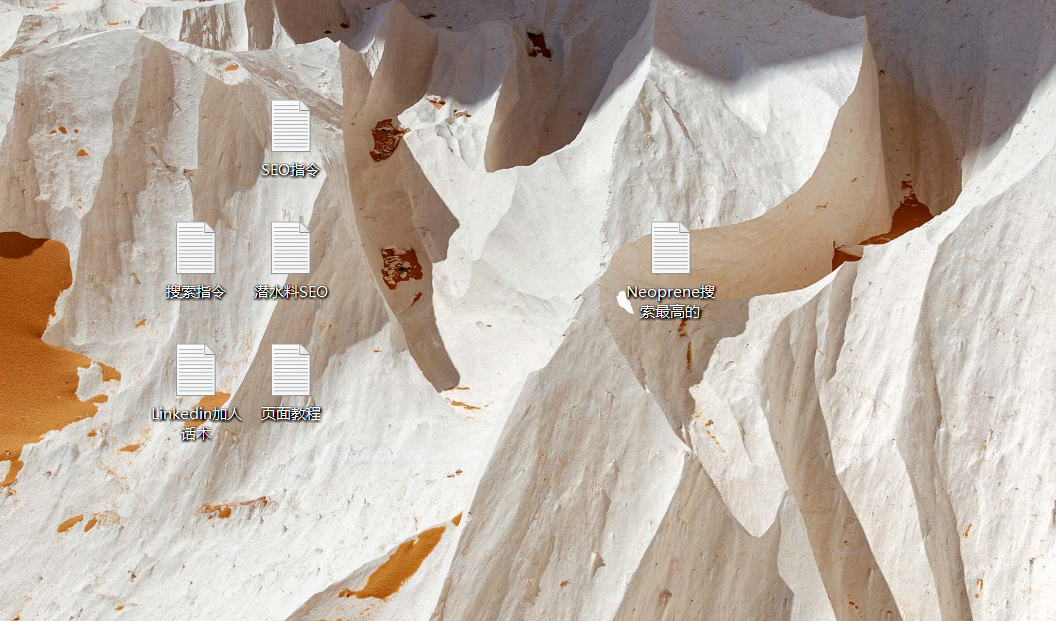 SEO指令
搜索指令
潜水料SEO
Neoprene搜
索最高的
Linkedin加人
话术
页面教程